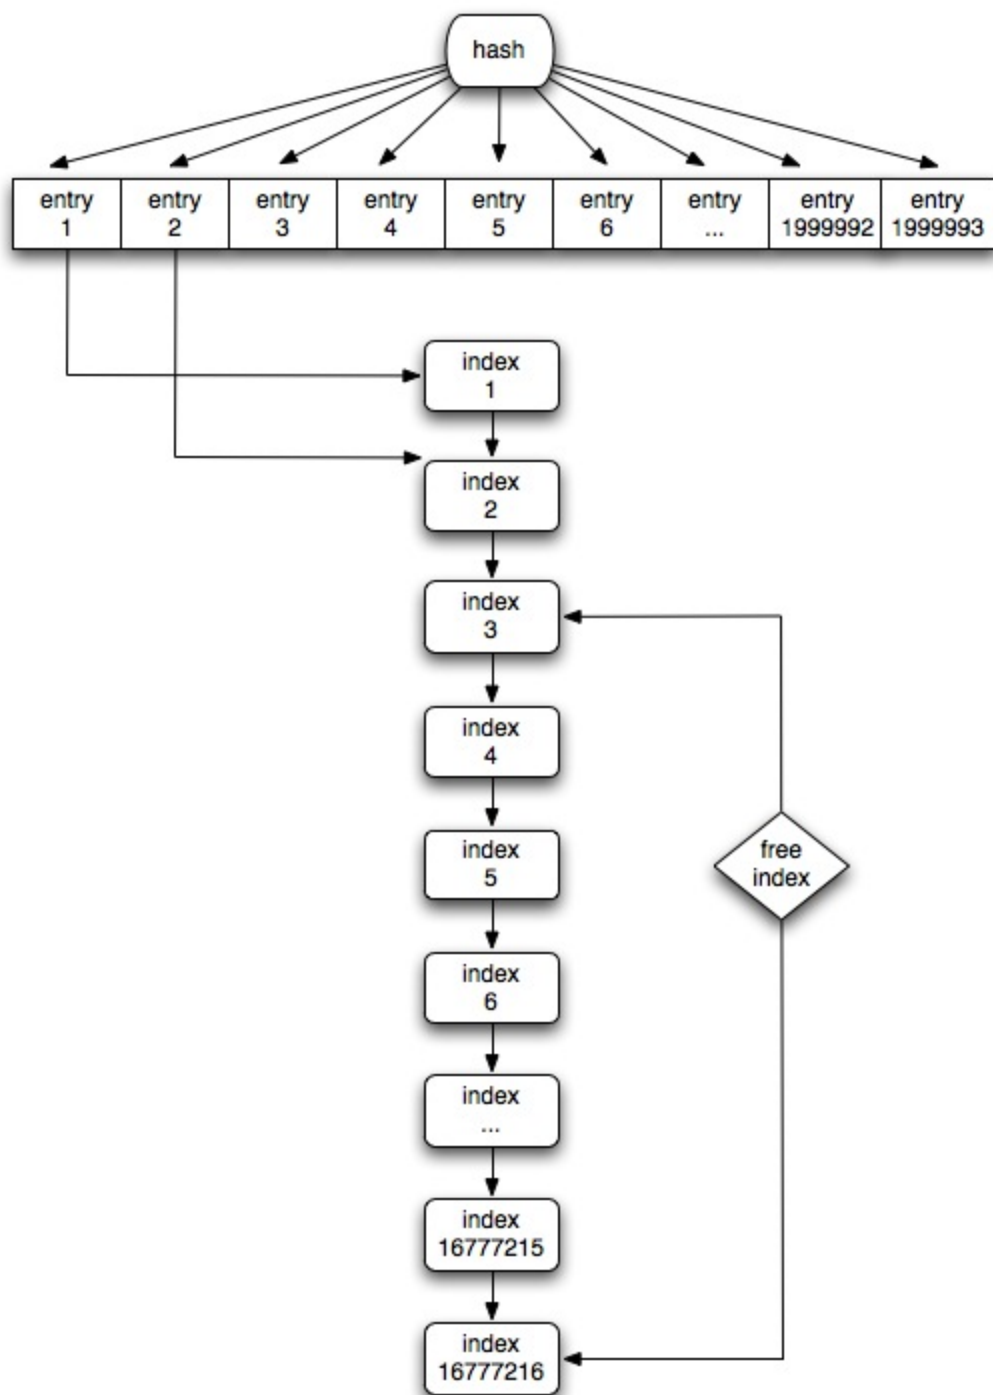 hash
entry
1
entry
2
entry
3
entry
4
entry
5
entry
6
entry
...
entry
1999992
entry
1999993
index
1
index
2
index
3
index
4
index
5
free
index
index
6
index
...
index
16777215
index
16777216